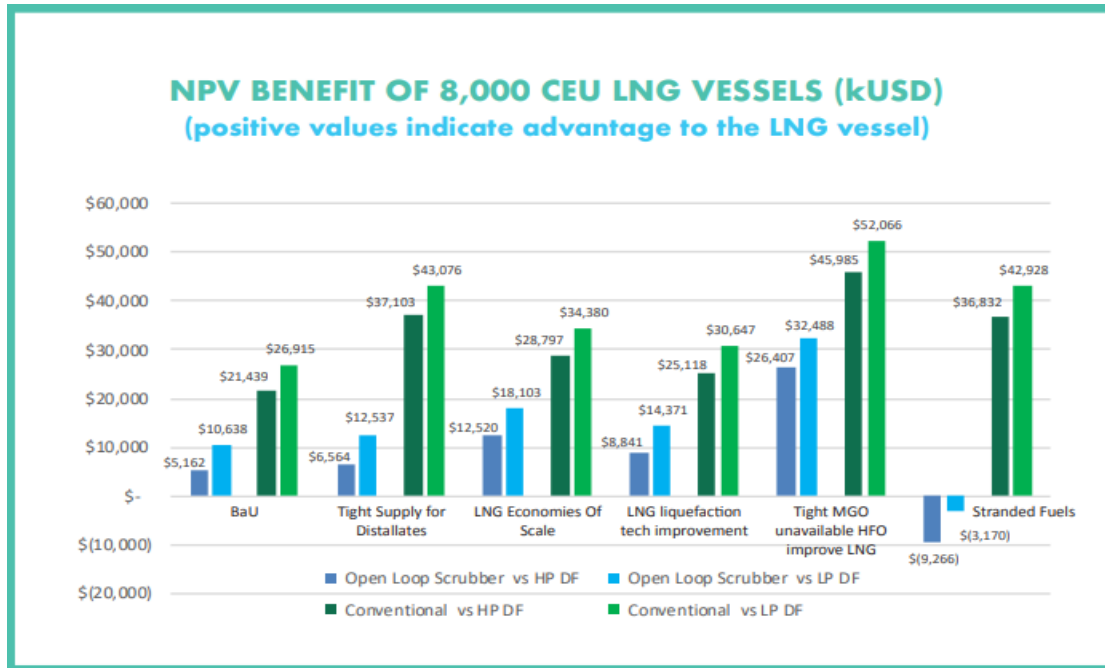 NPV BENEFIT OF 8,000 CEU LNG VESSELS (kUSD)
(positive values indicate advantage to the LNG vessel)
$60,000
$50,000
$40,000
$30,000
$20,000
$10,000
$-
$(10,000)
$(20,000)
$5,162
$10,638
$21,439
$26,915
$6,564
$12,537
$37,103
$43,076
$12,520
$18,103
$28,797
$34,380
$8,841
$14,371
$25,118
$30,647
$26,407
$32,488
$45,985
$52,066
$(9,266)
$(3,170)
$36,832
$42,928
BaU
Tight Supply for
Distallates
LNG Economies Of
Scale
LNG liquefaction
tech improvement
Tight MGO
unavailable HFO
improve LNG
Stranded Fuels
Open Loop Scrubber vs HP DF
Open Loop Scrubber vs LP DF
Conventional vs HP DF
Conventional vs LP DF